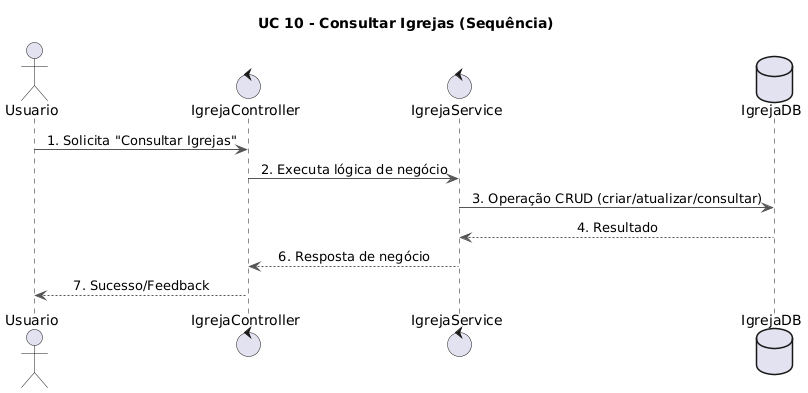 UC 10 - Consultar Igrejas (Sequência)
Usuario
IgrejaController
IgrejaService
IgrejaDB
1. Solicita "Consultar Igrejas"
2. Executa lógica de negócio
3. Operação CRUD (criar/atualizar/consultar)
4. Resultado
6. Resposta de negócio
7. Sucesso/Feedback
Usuario
IgrejaController
IgrejaService
IgrejaDB